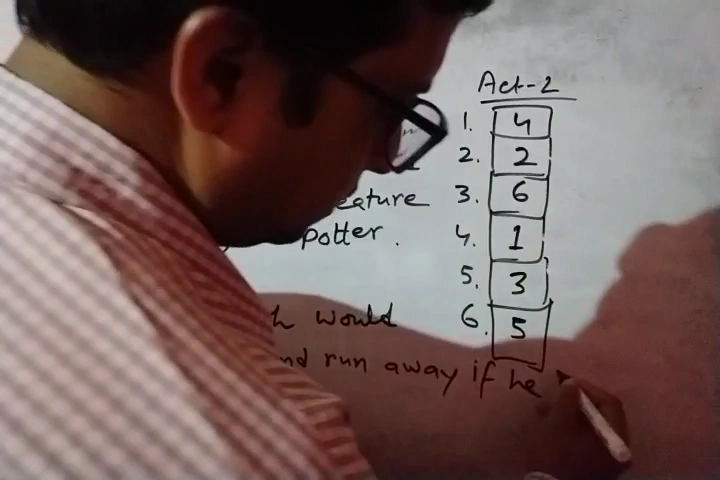 Act-2
1. 4
2. 2
eature 3. 6
potter. 4. 1
5. 3
h would 6. 5
nd run away if he